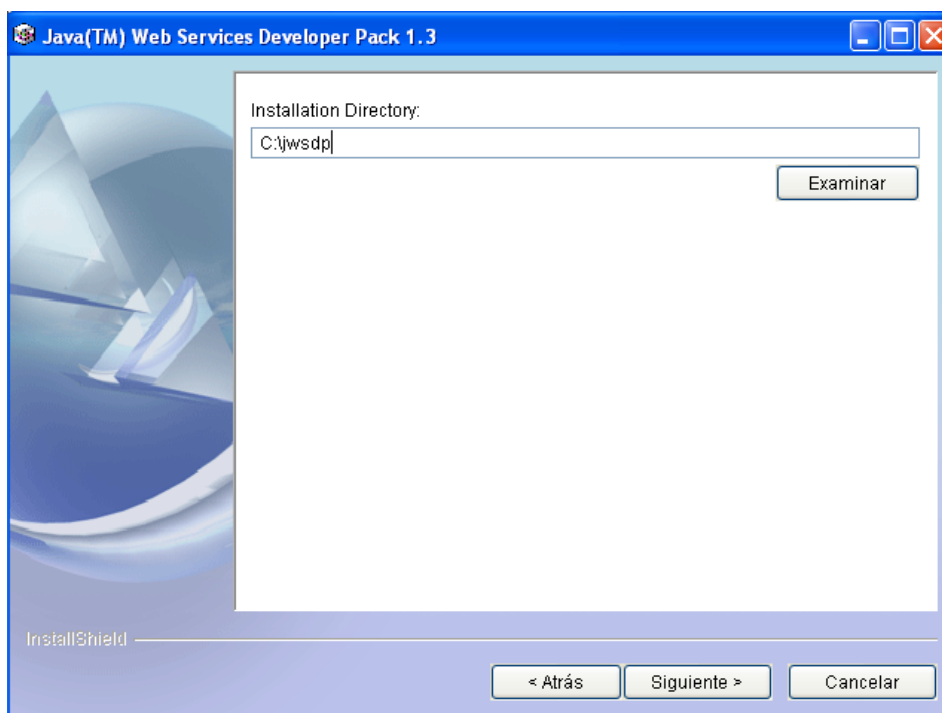 Java(TM) Web Services Developer Pack 1.3
Installation Directory:
C:\jwsdp
Examinar
InstallShield
< Atrás Siguiente > Cancelar